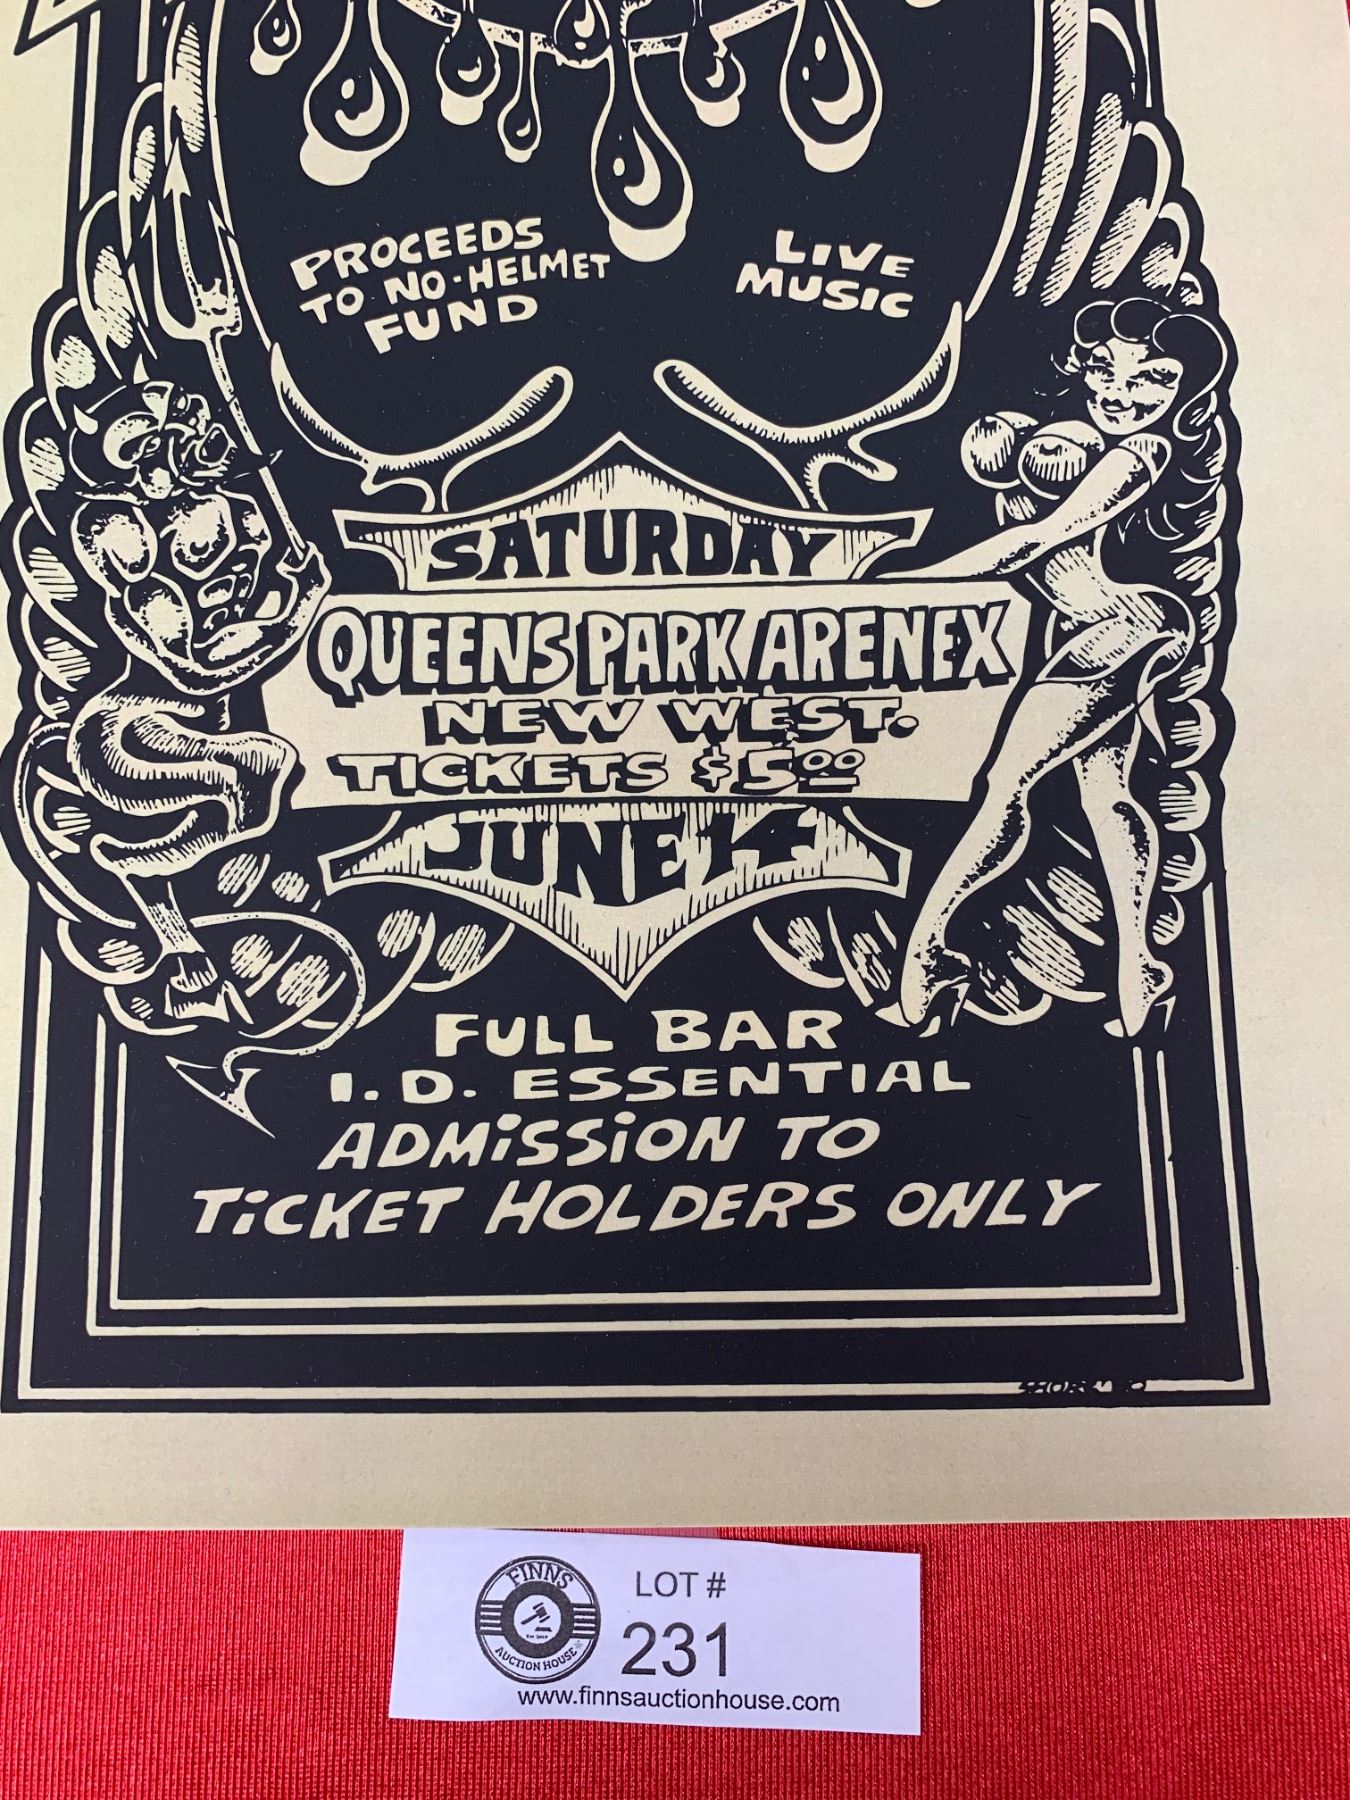 PROCEEDS
TO NO-HELMET
FUND
LIVE
MUSIC
SATURDAY
QUEENS PARK ARENEX
NEW WEST.
TICKETS $5.00
JUNE 14
FULL BAR
I.D. ESSENTIAL
ADMISSION TO
TICKET HOLDERS ONLY
FINNS
AUCTION HOUSE
LOT #
231
www.finnsauctionhouse.com